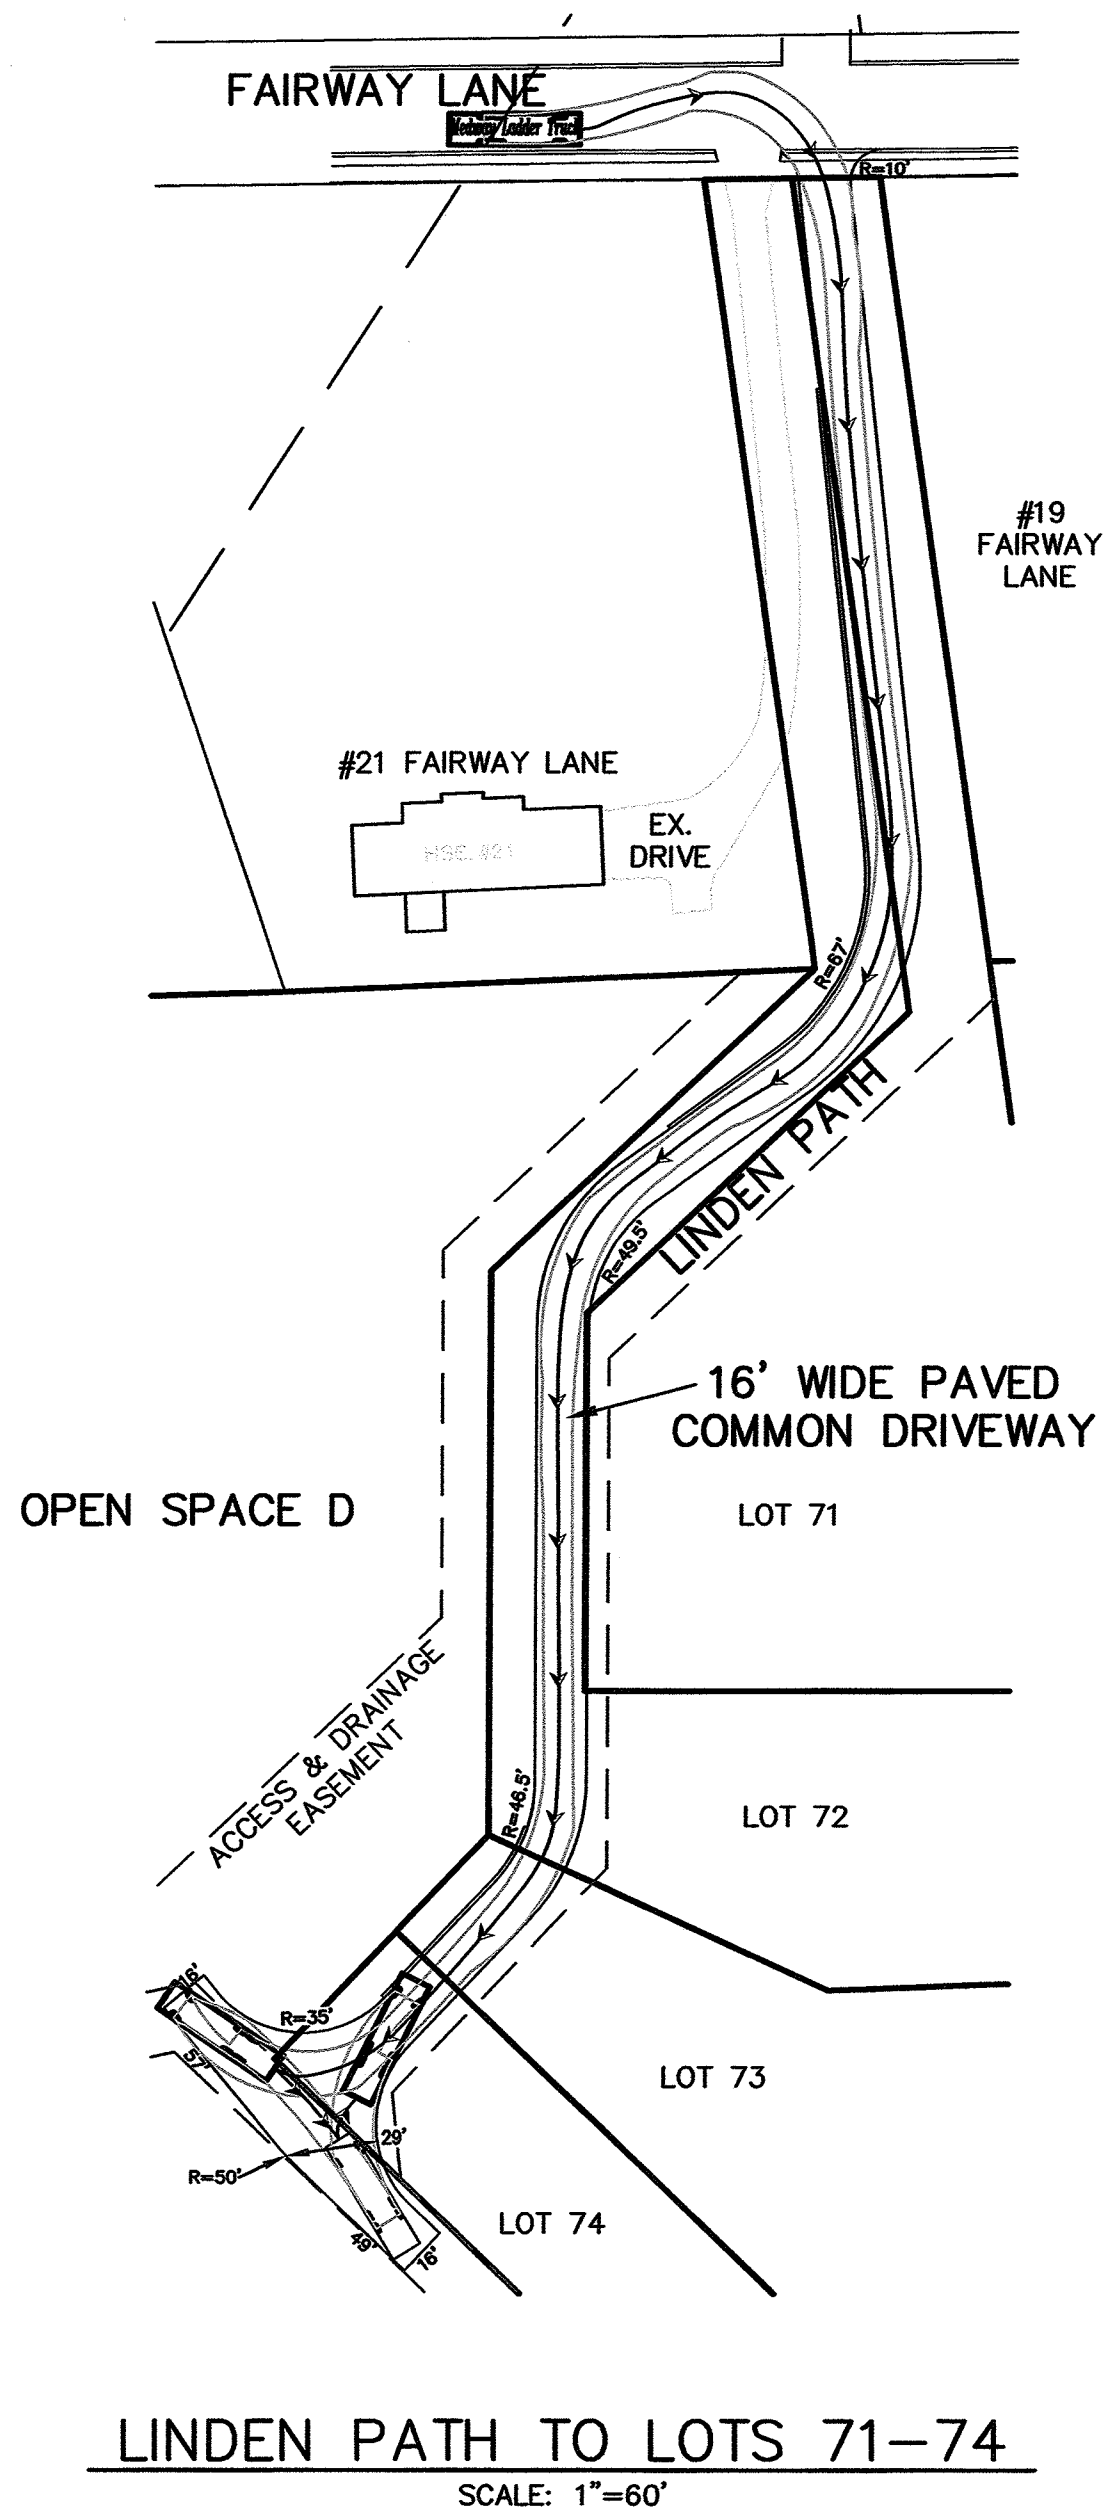 FAIRWAY LANE
Medway Ladder Truck
R=10'
#19
FAIRWAY
LANE
#21 FAIRWAY LANE
HSE. #21
EX.
DRIVE
R=67'
LINDEN PATH
R=49.5'
16' WIDE PAVED
COMMON DRIVEWAY
OPEN SPACE D
LOT 71
ACCESS & DRAINAGE
EASEMENT
R=46.5'
LOT 72
16'
R=35'
57'
LOT 73
29'
R=50'
LOT 74
49'
16'
LINDEN PATH TO LOTS 71-74
SCALE: 1"=60'